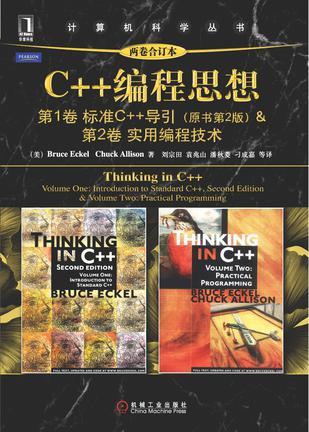 计算机科学丛书
华章科技
PEARSON
两卷合订本
C++编程思想
第1卷 标准C++导引（原书第2版）&
第2卷 实用编程技术
（美）Bruce Eckel Chuck Allison 著 刘宗田 袁兆山 潘秋菱 刁成嘉 等译
Thinking in C++
Volume One: Introduction to Standard C++, Second Edition
& Volume Two: Practical Programming
THINKING
IN C++
SECOND EDITION
VOLUME ONE:
INTRODUCTION TO
STANDARD C++
BRUCE ECKEL
THINKING
IN C++
VOLUME TWO:
PRACTICAL
PROGRAMMING
BRUCE ECKEL
CHUCK ALLISON
机械工业出版社
China Machine Press